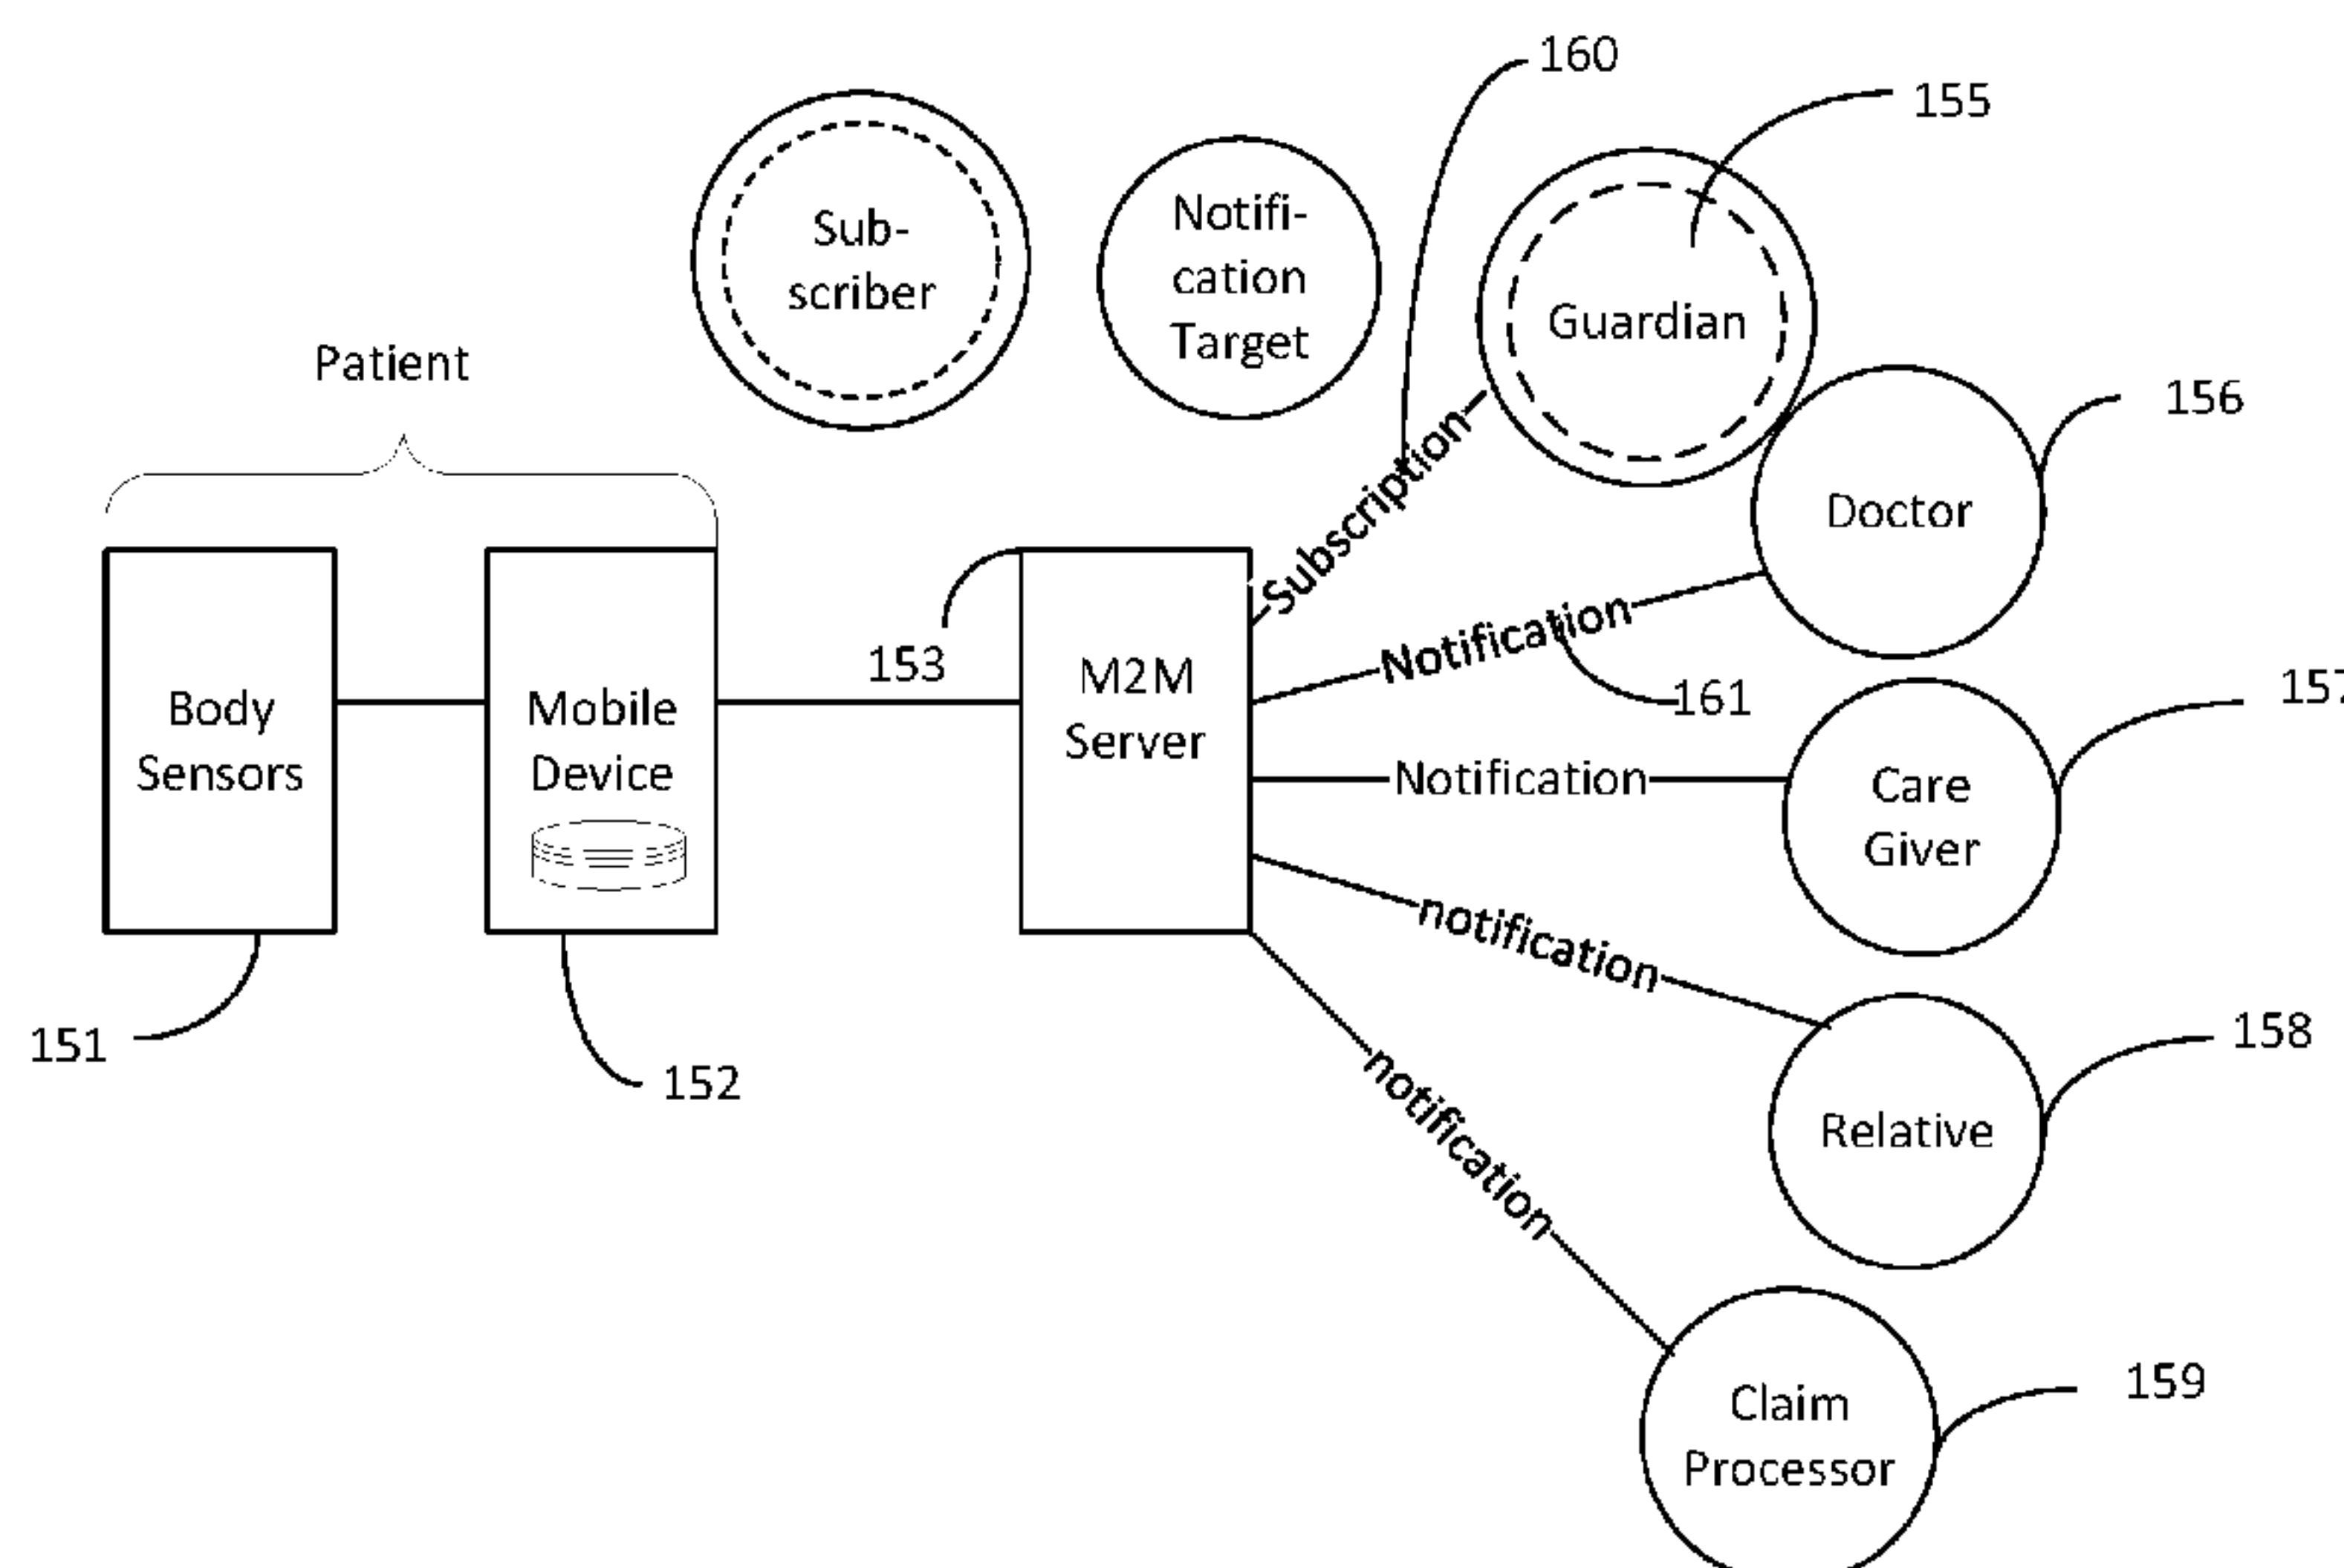 160
155
Sub-
scriber
Notifi-
cation
Target
Guardian
Patient
156
Doctor
Subscription
Notification
161
153
M2M
Server
Body
Sensors
Mobile
Device
157
Notification
Care
Giver
notification
151
152
158
Relative
notification
159
Claim
Processor